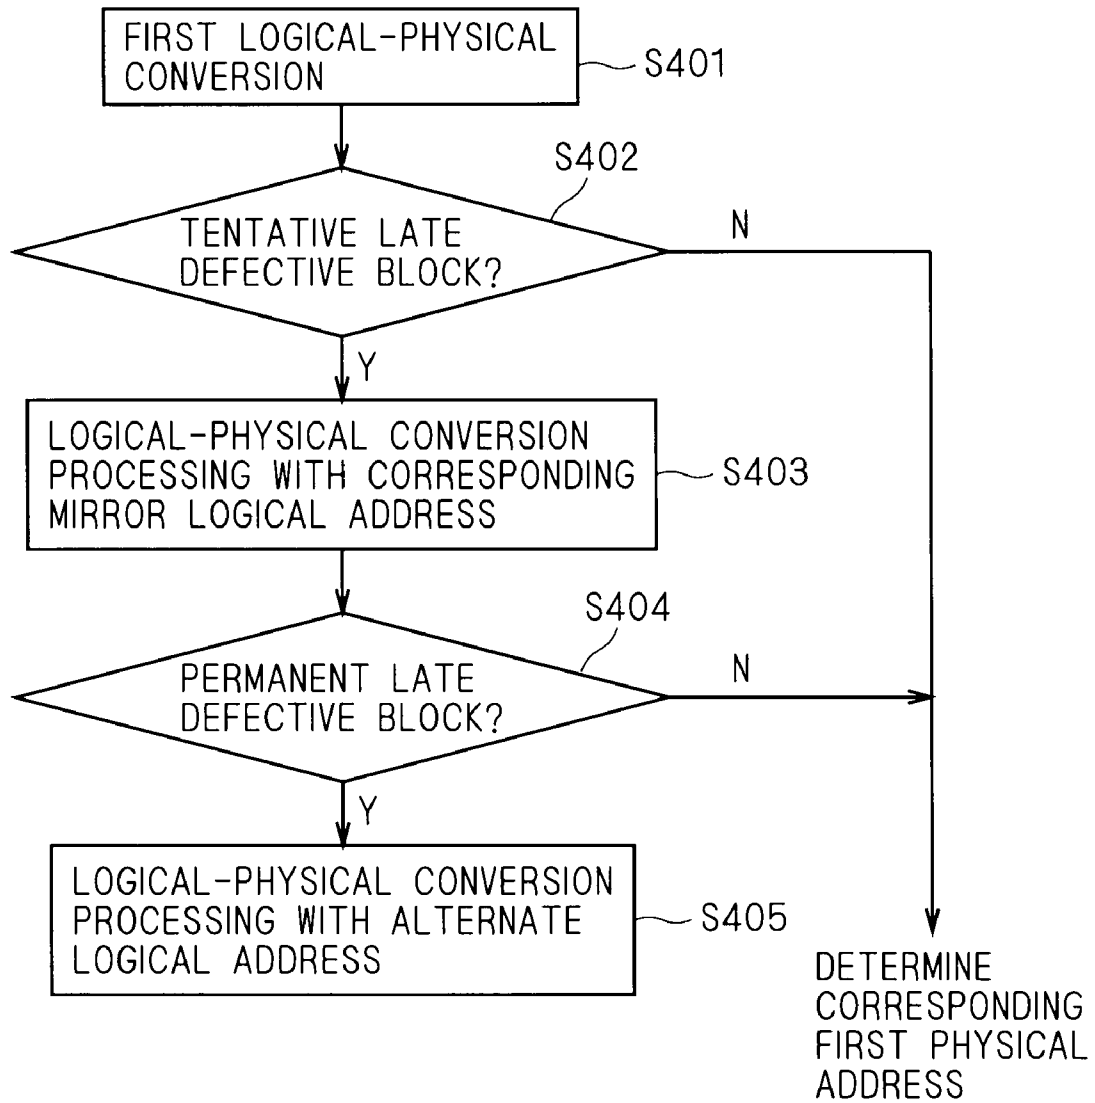 FIRST LOGICAL-PHYSICAL
CONVERSION
S401
S402
TENTATIVE LATE
DEFECTIVE BLOCK?
N
Y
LOGICAL-PHYSICAL CONVERSION
PROCESSING WITH CORRESPONDING
MIRROR LOGICAL ADDRESS
S403
S404
PERMANENT LATE
DEFECTIVE BLOCK?
N
Y
LOGICAL-PHYSICAL CONVERSION
PROCESSING WITH ALTERNATE
LOGICAL ADDRESS
S405
DETERMINE
CORRESPONDING
FIRST PHYSICAL
ADDRESS